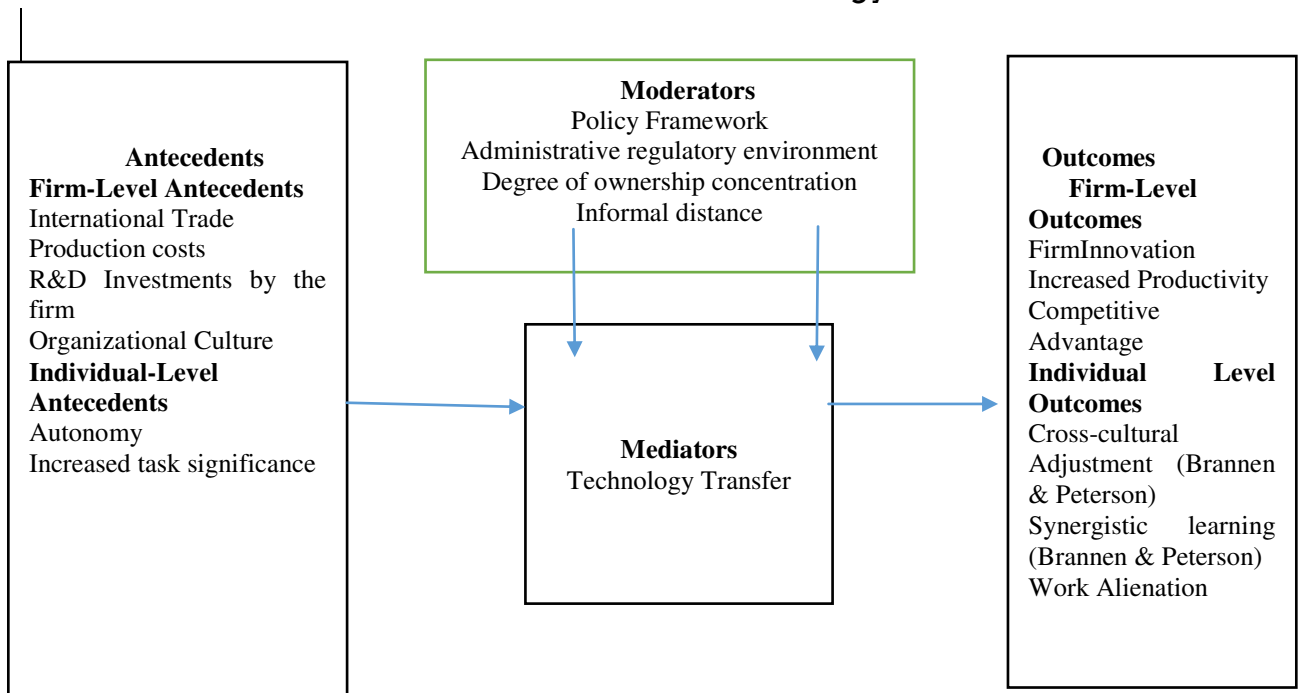 Antecedents
Firm-Level Antecedents
International Trade
Production costs
R&D Investments by the
firm
Organizational Culture
Individual-Level
Antecedents
Autonomy
Increased task significance
Moderators
Policy Framework
Administrative regulatory environment
Degree of ownership concentration
Informal distance
Mediators
Technology Transfer
Outcomes
Firm-Level
Outcomes
FirmInnovation
Increased Productivity
Competitive
Advantage
Individual Level
Outcomes
Cross-cultural
Adjustment (Brannen
& Peterson)
Synergistic learning
(Brannen & Peterson)
Work Alienation